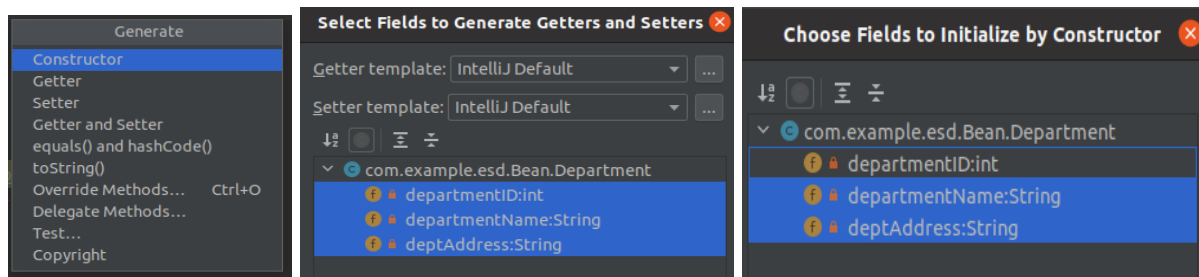 Generate
Constructor
Getter
Setter
Getter and Setter
equals() and hashCode()
toString()
Override Methods... Ctrl+O
Delegate Methods...
Test...
Copyright
Select Fields to Generate Getters and Setters
Getter template: IntelliJ Default ...
Setter template: IntelliJ Default ...
com.example.esd.Bean.Department
departmentID:int
departmentName:String
deptAddress:String
Choose Fields to Initialize by Constructor
com.example.esd.Bean.Department
departmentID:int
departmentName:String
deptAddress:String